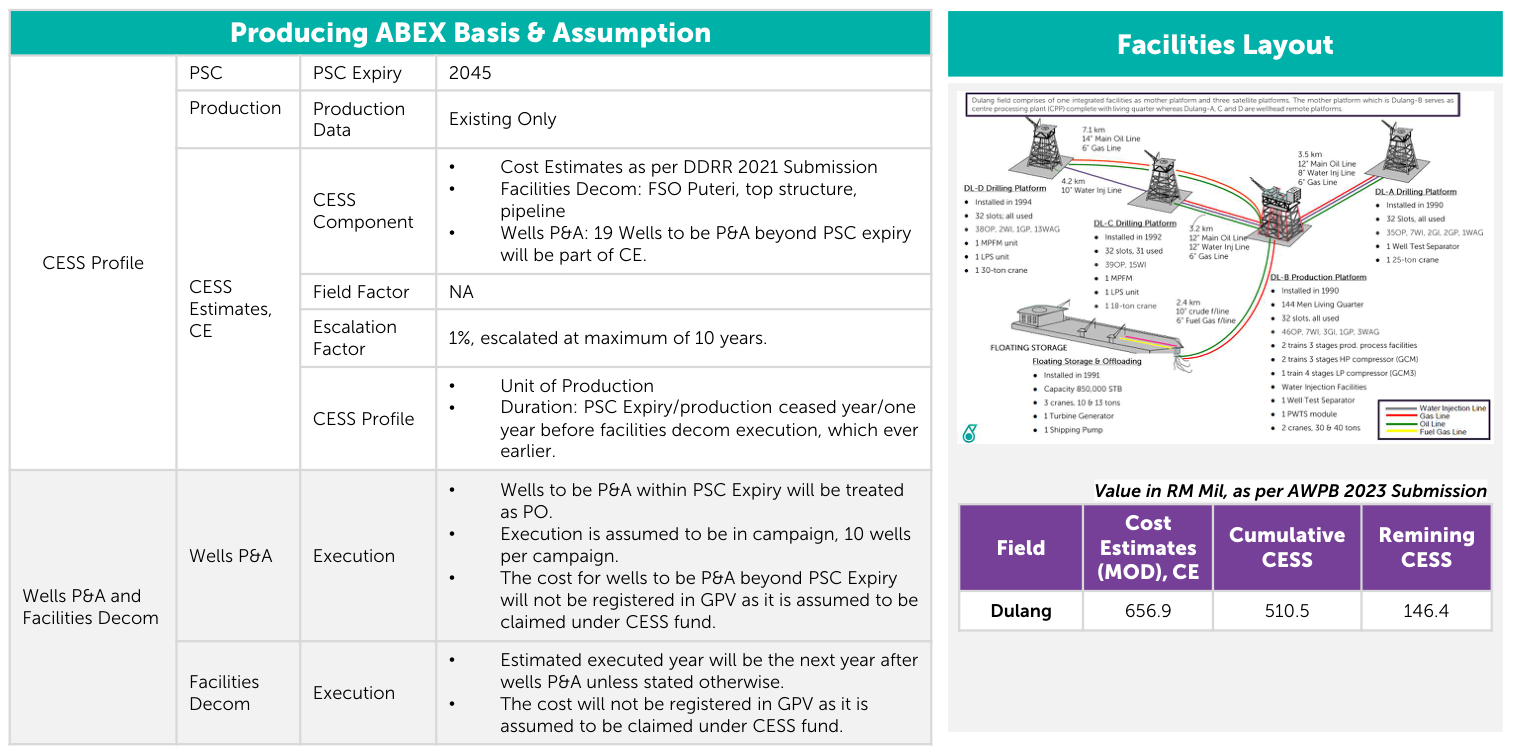 Producing ABEX Basis & Assumption
CESS Profile
PSC
PSC Expiry
2045
Production
Production
Data
Existing Only
CESS
Estimates,
CE
CESS
Component
• Cost Estimates as per DDRR 2021 Submission
• Facilities Decom: FSO Puteri, top structure,
pipeline
• Wells P&A: 19 Wells to be P&A beyond PSC expiry
will be part of CE.
Field Factor
NA
Escalation
Factor
1%, escalated at maximum of 10 years.
CESS Profile
• Unit of Production
• Duration: PSC Expiry/production ceased year/one
year before facilities decom execution, which ever
earlier.
Wells P&A and
Facilities Decom
Wells P&A
Execution
• Wells to be P&A within PSC Expiry will be treated
as PO.
• Execution is assumed to be in campaign, 10 wells
per campaign.
• The cost for wells to be P&A beyond PSC Expiry
will not be registered in GPV as it is assumed to be
claimed under CESS fund.
Facilities
Decom
Execution
• Estimated executed year will be the next year after
wells P&A unless stated otherwise.
• The cost will not be registered in GPV as it is
assumed to be claimed under CESS fund.
Facilities Layout
Dulang field comprises of one integrated facilities as mother platform and three satellite platforms. The mother platform which is Dulang-B serves as
centre processing plant (CPP) complete with living quarter whereas Dulang-A, C and D are wellhead remote platforms.
7.1 km
14" Main Oil Line
6" Gas Line
4.2 km
10" Water Inj Line
3.5 km
12" Main Oil Line
8" Water Inj Line
6" Gas Line
DL-D Drilling Platform
• Installed in 1994
• 32 slots; all used
• 38OP, 2WI, 1GP, 13WAG
• 1 MPFM unit
• 1 LPS unit
• 1 30-ton crane
DL-C Drilling Platform
• Installed in 1992
• 32 slots, 31 used
• 39OP, 15WI
• 1 MPFM
• 1 LPS unit
• 1 18-ton crane
3.2 km
12" Main Oil Line
12" Water Inj Line
6" Gas Line
DL-A Drilling Platform
• Installed in 1990
• 32 Slots, all used
• 35OP, 7WI, 2GI, 2GP, 1WAG
• 1 Well Test Separator
• 1 25-ton crane
DL-B Production Platform
• Installed in 1990
• 144 Men Living Quarter
• 32 slots, all used
• 46OP, 7WI, 3GI, 1GP, 3WAG
• 2 trains 3 stages prod. process facilities
• 2 trains 3 stages HP compressor (GCM)
• 1 train 4 stages LP compressor (GCM3)
• Water Injection Facilities
• 1 Well Test Separator
• 1 PWTS module
• 2 cranes, 30 & 40 tons
2.4 km
10" crude f/line
6" Fuel Gas f/line
FLOATING STORAGE
Floating Storage & Offloading
• Installed in 1991
• Capacity 850,000 STB
• 3 cranes, 10 & 13 tons
• 1 Turbine Generator
• 1 Shipping Pump
Water Injection Line
Gas Line
Oil Line
Fuel Gas Line
Value in RM Mil, as per AWPB 2023 Submission
Field
Cost
Estimates
(MOD), CE
Cumulative
CESS
Remining
CESS
Dulang
656.9
510.5
146.4